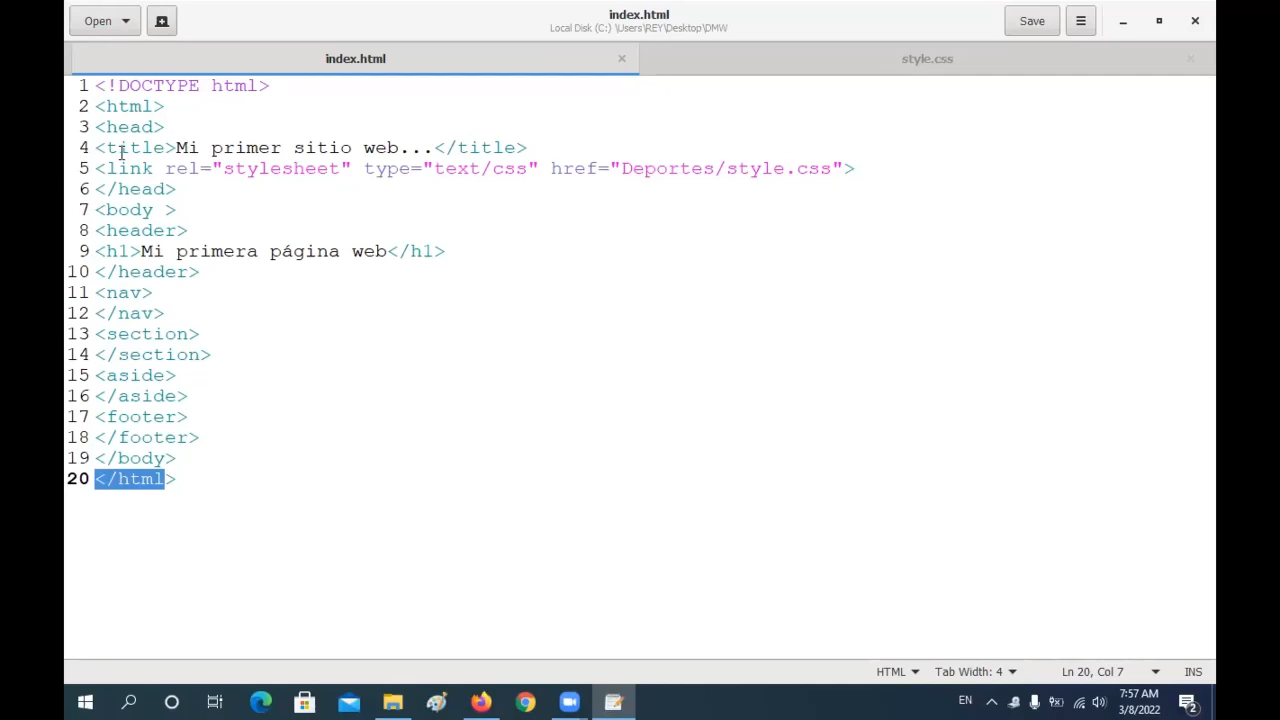 Open
index.html
Local Disk (C:) \Users\REY\Desktop\DMW
Save
index.html
style.css
1 <!DOCTYPE html>
2 <html>
3 <head>
4 <title>Mi primer sitio web...</title>
5 <link rel="stylesheet" type="text/css" href="Deportes/style.css">
6 </head>
7 <body >
8 <header>
9 <h1>Mi primera página web</h1>
10 </header>
11 <nav>
12 </nav>
13 <section>
14 </section>
15 <aside>
16 </aside>
17 <footer>
18 </footer>
19 </body>
20 </html>
HTML Tab Width: 4 Ln 20, Col 7 INS
EN
7:57 AM
3/8/2022
2